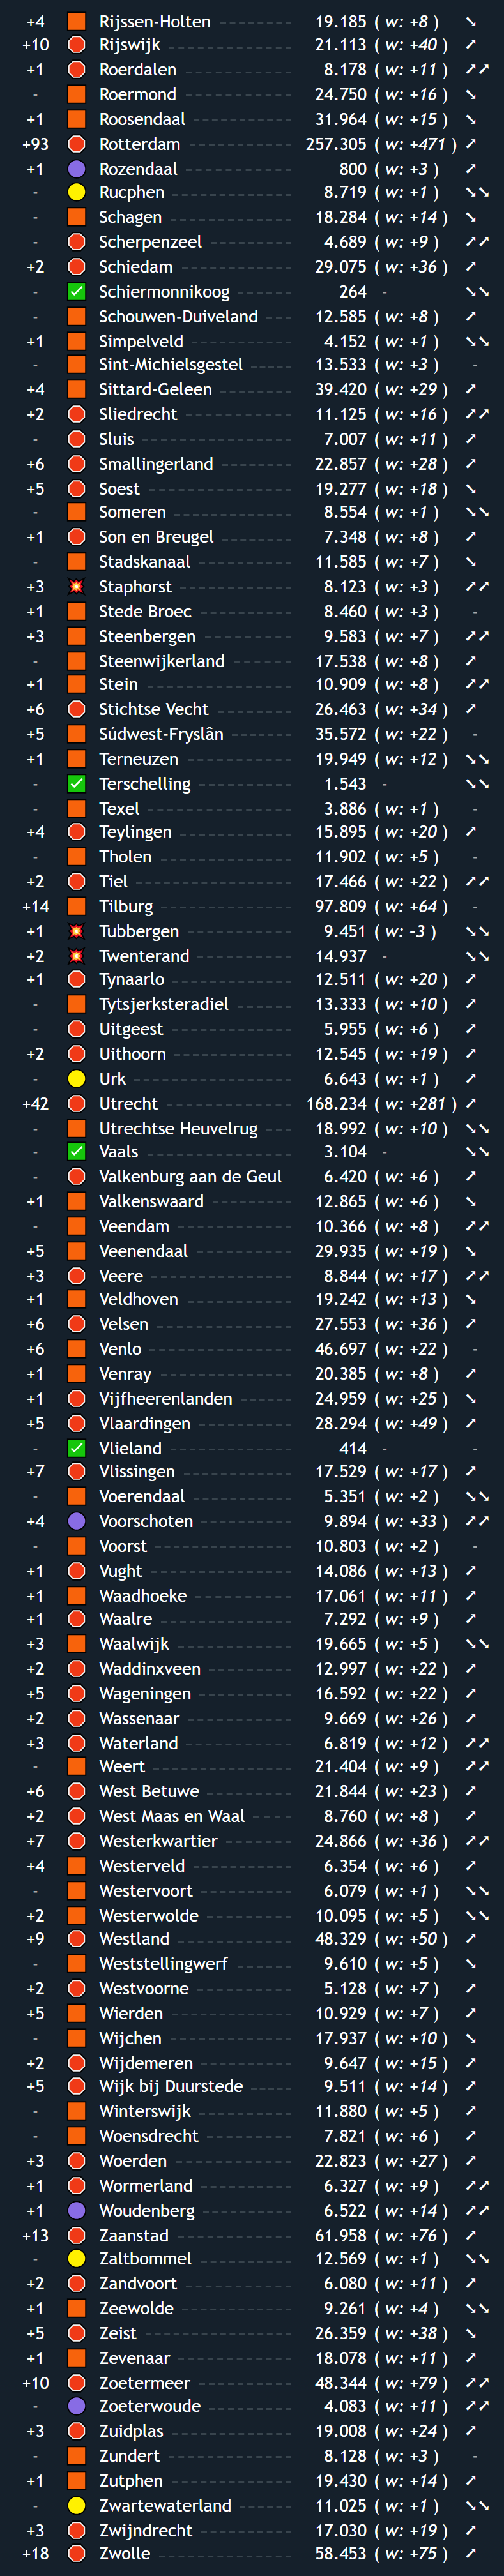 +4 Rijssen-Holten 19.185 ( w: +8 ) ➘
+10 Rijswijk 21.113 ( w: +40 ) ➚
+1 Roerdalen 8.178 ( w: +11 ) ➚➚
- Roermond 24.750 ( w: +16 ) ➘
+1 Roosendaal 31.964 ( w: +15 ) ➘
+93 Rotterdam 257.305 ( w: +471 ) ➚
+1 Rozendaal 800 ( w: +3 ) ➚
- Rucphen 8.719 ( w: +1 ) ➘➘
- Schagen 18.284 ( w: +14 ) ➘
- Scherpenzeel 4.689 ( w: +9 ) ➚➚
+2 Schiedam 29.075 ( w: +36 ) ➚
- Schiermonnikoog 264 - ➘➘
- Schouwen-Duiveland 12.585 ( w: +8 ) ➚
+1 Simpelveld 4.152 ( w: +1 ) ➘➘
- Sint-Michielsgestel 13.533 ( w: +3 ) -
+4 Sittard-Geleen 39.420 ( w: +29 ) ➚
+2 Sliedrecht 11.125 ( w: +16 ) ➚➚
- Sluis 7.007 ( w: +11 ) ➚
+6 Smallingerland 22.857 ( w: +28 ) ➚
+5 Soest 19.277 ( w: +18 ) ➘
- Someren 8.554 ( w: +1 ) ➘➘
+1 Son en Breugel 7.348 ( w: +8 ) ➚
- Stadskanaal 11.585 ( w: +7 ) ➘
+3 Staphorst 8.123 ( w: +3 ) ➚➚
+1 Stede Broec 8.460 ( w: +3 ) -
+3 Steenbergen 9.583 ( w: +7 ) ➚➚
- Steenwijkerland 17.538 ( w: +8 ) ➚
+1 Stein 10.909 ( w: +8 ) ➚➚
+6 Stichtse Vecht 26.463 ( w: +34 ) ➚
+5 Súdwest-Fryslân 35.572 ( w: +22 ) -
+1 Terneuzen 19.949 ( w: +12 ) ➘➘
- Terschelling 1.543 - ➘➘
- Texel 3.886 ( w: +1 ) -
+4 Teylingen 15.895 ( w: +20 ) ➚
- Tholen 11.902 ( w: +5 ) -
+2 Tiel 17.466 ( w: +22 ) ➚➚
+14 Tilburg 97.809 ( w: +64 ) -
+1 Tubbergen 9.451 ( w: -3 ) ➘➘
+2 Twenterand 14.937 - ➘➘
+1 Tynaarlo 12.511 ( w: +20 ) ➚
- Tytsjerksteradiel 13.333 ( w: +10 ) ➚
- Uitgeest 5.955 ( w: +6 ) ➚
+2 Uithoorn 12.545 ( w: +19 ) ➚
- Urk 6.643 ( w: +1 ) ➚
+42 Utrecht 168.234 ( w: +281 ) ➚
- Utrechtse Heuvelrug 18.992 ( w: +10 ) ➘➘
- Vaals 3.104 - ➘➘
- Valkenburg aan de Geul 6.420 ( w: +6 ) ➚
+1 Valkenswaard 12.865 ( w: +6 ) ➘
- Veendam 10.366 ( w: +8 ) ➚➚
+5 Veenendaal 29.935 ( w: +19 ) ➘
+3 Veere 8.844 ( w: +17 ) ➚➚
+1 Veldhoven 19.242 ( w: +13 ) ➘
+6 Velsen 27.553 ( w: +36 ) ➚
+6 Venlo 46.697 ( w: +22 ) -
+1 Venray 20.385 ( w: +8 ) ➚
+1 Vijfheerenlanden 24.959 ( w: +25 ) ➘
+5 Vlaardingen 28.294 ( w: +49 ) ➚
- Vlieland 414 - -
+7 Vlissingen 17.529 ( w: +17 ) ➚
- Voerendaal 5.351 ( w: +2 ) ➘➘
+4 Voorschoten 9.894 ( w: +33 ) ➚➚
- Voorst 10.803 ( w: +2 ) -
+1 Vught 14.086 ( w: +13 ) ➚
+1 Waadhoeke 17.061 ( w: +11 ) ➚
+1 Waalre 7.292 ( w: +9 ) ➚
+3 Waalwijk 19.665 ( w: +5 ) ➘➘
+2 Waddinxveen 12.997 ( w: +22 ) ➚
+5 Wageningen 16.592 ( w: +22 ) ➚
+2 Wassenaar 9.669 ( w: +26 ) ➚
+3 Waterland 6.819 ( w: +12 ) ➚➚
- Weert 21.404 ( w: +9 ) ➚➚
+6 West Betuwe 21.844 ( w: +23 ) ➚
+2 West Maas en Waal 8.760 ( w: +8 ) ➚
+7 Westerkwartier 24.866 ( w: +36 ) ➚➚
+4 Westerveld 6.354 ( w: +6 ) ➚
- Westervoort 6.079 ( w: +1 ) ➘➘
+2 Westerwolde 10.095 ( w: +5 ) ➘➘
+9 Westland 48.329 ( w: +50 ) ➚
- Weststellingwerf 9.610 ( w: +5 ) ➘
+2 Westvoorne 5.128 ( w: +7 ) ➚
+5 Wierden 10.929 ( w: +7 ) ➚
- Wijchen 17.937 ( w: +10 ) ➘
+2 Wijdemeren 9.647 ( w: +15 ) ➚
+5 Wijk bij Duurstede 9.511 ( w: +14 ) ➚
- Winterswijk 11.880 ( w: +5 ) ➚
- Woensdrecht 7.821 ( w: +6 ) ➚
+3 Woerden 22.823 ( w: +27 ) ➚
+1 Wormerland 6.327 ( w: +9 ) ➚➚
+1 Woudenberg 6.522 ( w: +14 ) ➚➚
+13 Zaanstad 61.958 ( w: +76 ) ➚
- Zaltbommel 12.569 ( w: +1 ) ➘➘
+2 Zandvoort 6.080 ( w: +11 ) ➚
+1 Zeewolde 9.261 ( w: +4 ) ➘➘
+5 Zeist 26.359 ( w: +38 ) ➘
+1 Zevenaar 18.078 ( w: +11 ) ➚
+10 Zoetermeer 48.344 ( w: +79 ) ➚➚
- Zoeterwoude 4.083 ( w: +11 ) ➚➚
+3 Zuidplas 19.008 ( w: +24 ) ➚
- Zundert 8.128 ( w: +3 ) -
+1 Zutphen 19.430 ( w: +14 ) ➚
- Zwartewaterland 11.025 ( w: +1 ) ➘➘
+3 Zwijndrecht 17.030 ( w: +19 ) ➚
+18 Zwolle 58.453 ( w: +75 ) ➚